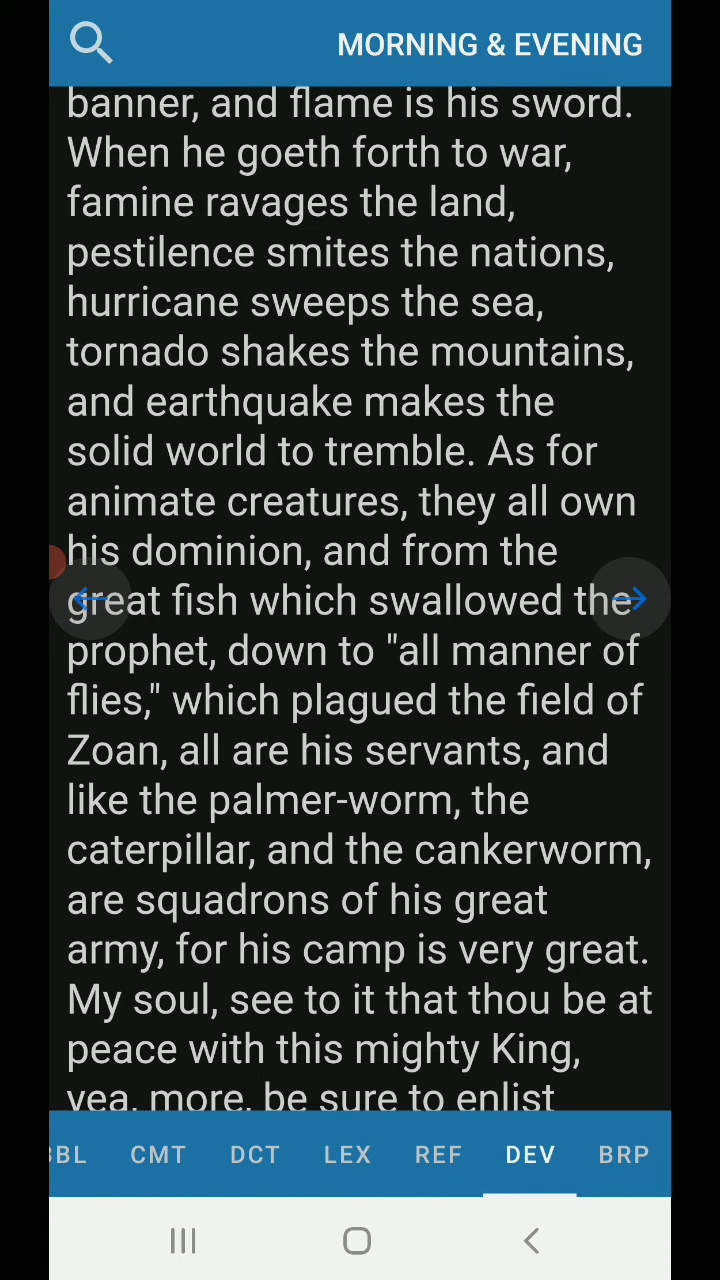 MORNING & EVENING
banner, and flame is his sword.
When he goeth forth to war,
famine ravages the land,
pestilence smites the nations,
hurricane sweeps the sea,
tornado shakes the mountains,
and earthquake makes the
solid world to tremble. As for
animate creatures, they all own
his dominion, and from the
great fish which swallowed the
prophet, down to "all manner of
flies," which plagued the field of
Zoan, all are his servants, and
like the palmer-worm, the
caterpillar, and the cankerworm,
are squadrons of his great
army, for his camp is very great.
My soul, see to it that thou be at
peace with this mighty King,
yea, more, be sure to enlist
BBL CMT DCT LEX REF DEV BRP